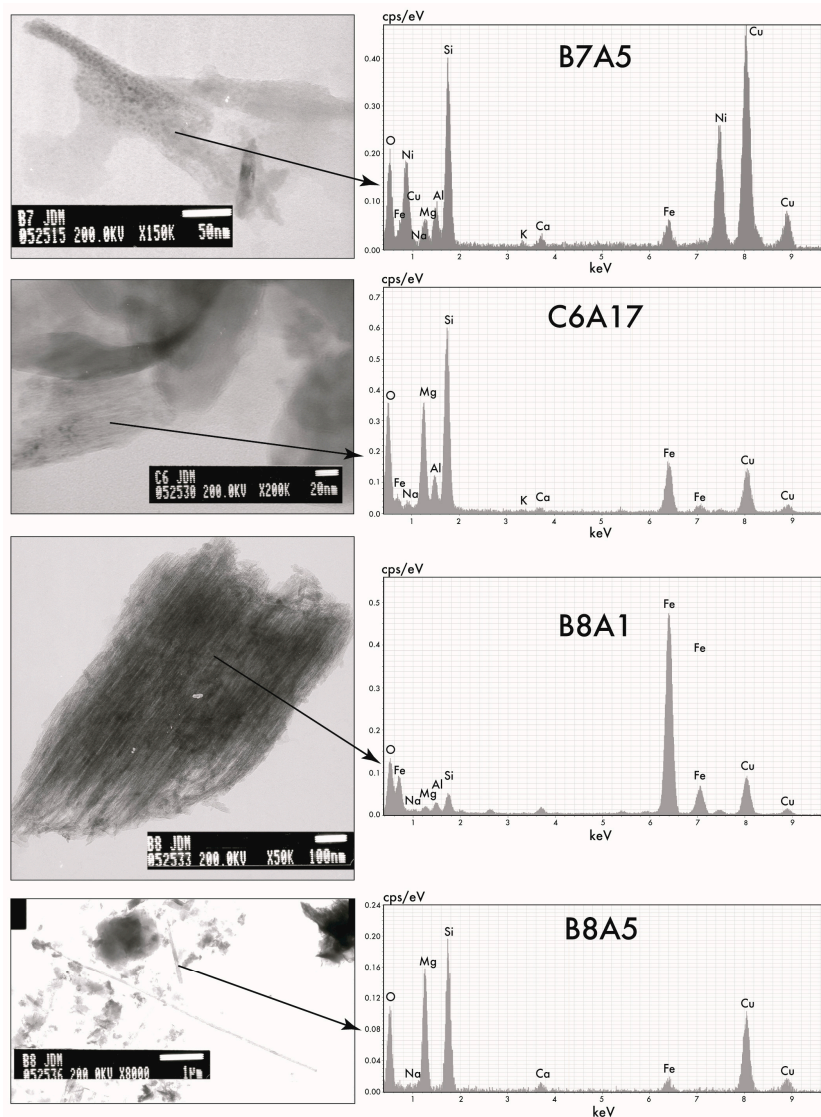 B7 JDM
052515 200.0KV X150K 50nm
cps/eV
B7A5
0.40
0.30
0.20
0.10
0.00
O
Fe
Ni
Cu
Na
Mg
Al
Si
K
Ca
Fe
Ni
Cu
Cu
1 2 3 4 5 6 7 8 9
keV
C6 JDM
052530 200.0KV X200K 20nm
cps/eV
C6A17
0.7
0.6
0.5
0.4
0.3
0.2
0.1
0.0
O
Fe
Na
Mg
Al
Si
K
Ca
Fe
Fe
Cu
Cu
1 2 3 4 5 6 7 8 9
keV
B8 JDM
052533 200.0KV X50K 100nm
cps/eV
B8A1
0.5
0.4
0.3
0.2
0.1
0.0
O
Fe
Na
Mg
Al
Si
Fe
Fe
Fe
Cu
Cu
1 2 3 4 5 6 7 8 9
keV
B8 JDM
052536 200.0KV X8000 1μm
cps/eV
B8A5
0.24
0.20
0.16
0.12
0.08
0.04
0.00
O
Na
Mg
Si
Ca
Fe
Cu
Cu
1 2 3 4 5 6 7 8 9
keV